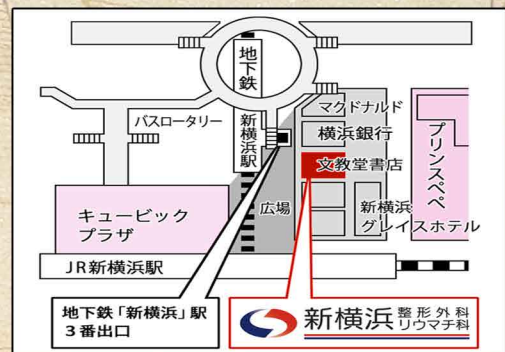 地下鉄
新横浜駅
バスロータリー
マクドナルド
横浜銀行
文教堂書店
プリンスペペ
広場
新横浜
グレイスホテル
キュービック
プラザ
JR新横浜駅
地下鉄「新横浜」駅
3番出口
新横浜 整形外科
リウマチ科